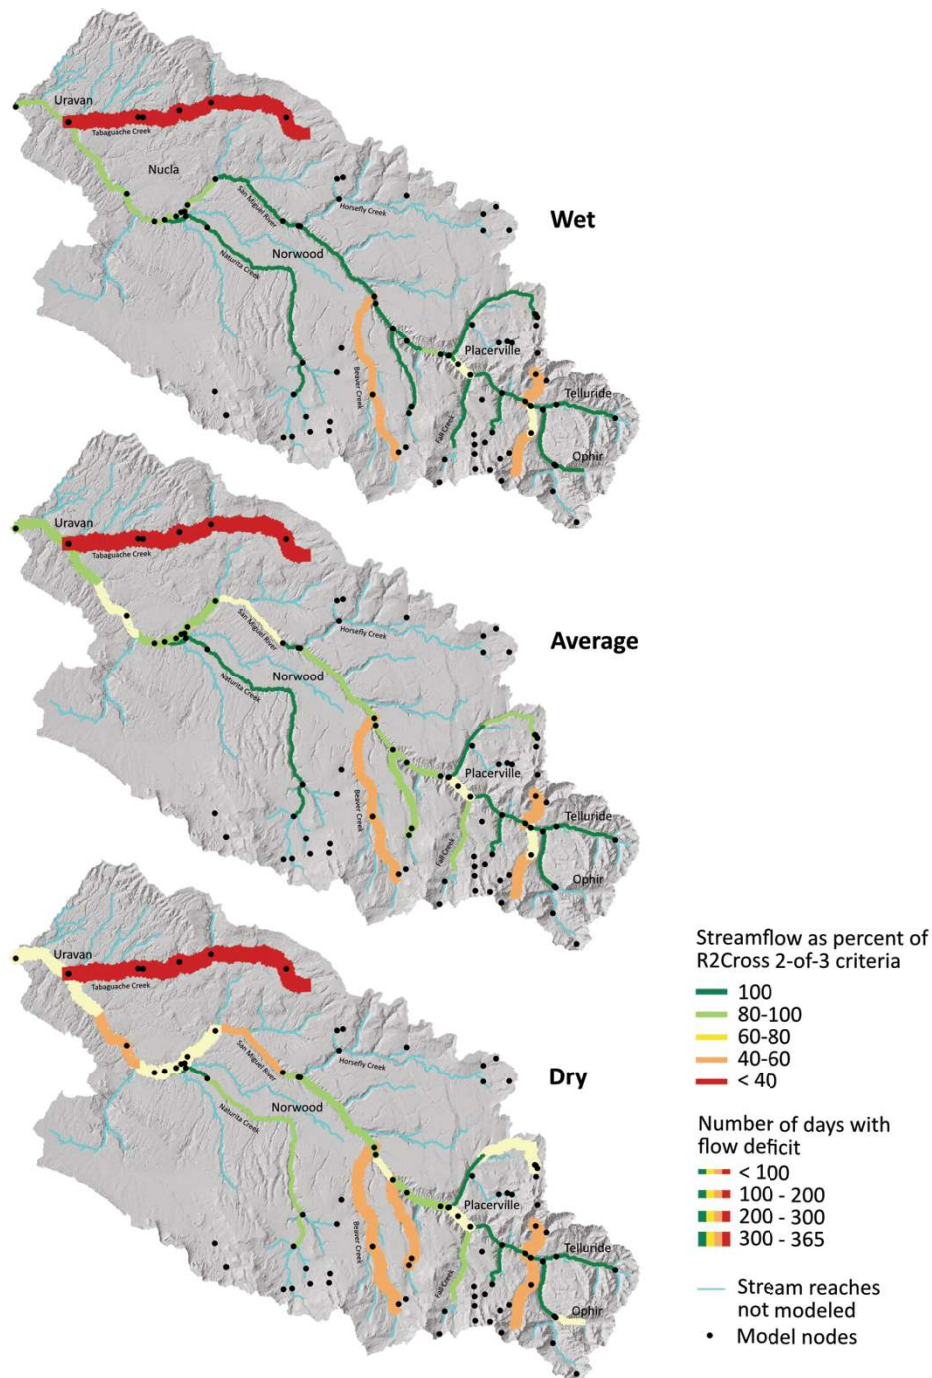 Uravan
Tabaguache Creek
Nucla
San Miguel River
Horsefly Creek
Wet
Norwood
Naturita Creek
Placerville
Beaver Creek
Telluride
Fall Creek
Ophir
Uravan
Tabaguache Creek
San Miguel River
Horsefly Creek
Average
Norwood
Naturita Creek
Placerville
Beaver Creek
Telluride
Fall Creek
Ophir
Uravan
Tabaguache Creek
San Miguel River
Horsefly Creek
Dry
Norwood
Naturita Creek
Placerville
Beaver Creek
Telluride
Fall Creek
Ophir
Streamflow as percent of
R2Cross 2-of-3 criteria
100
80-100
60-80
40-60
< 40
Number of days with
flow deficit
< 100
100 - 200
200 - 300
300 - 365
Stream reaches
not modeled
Model nodes